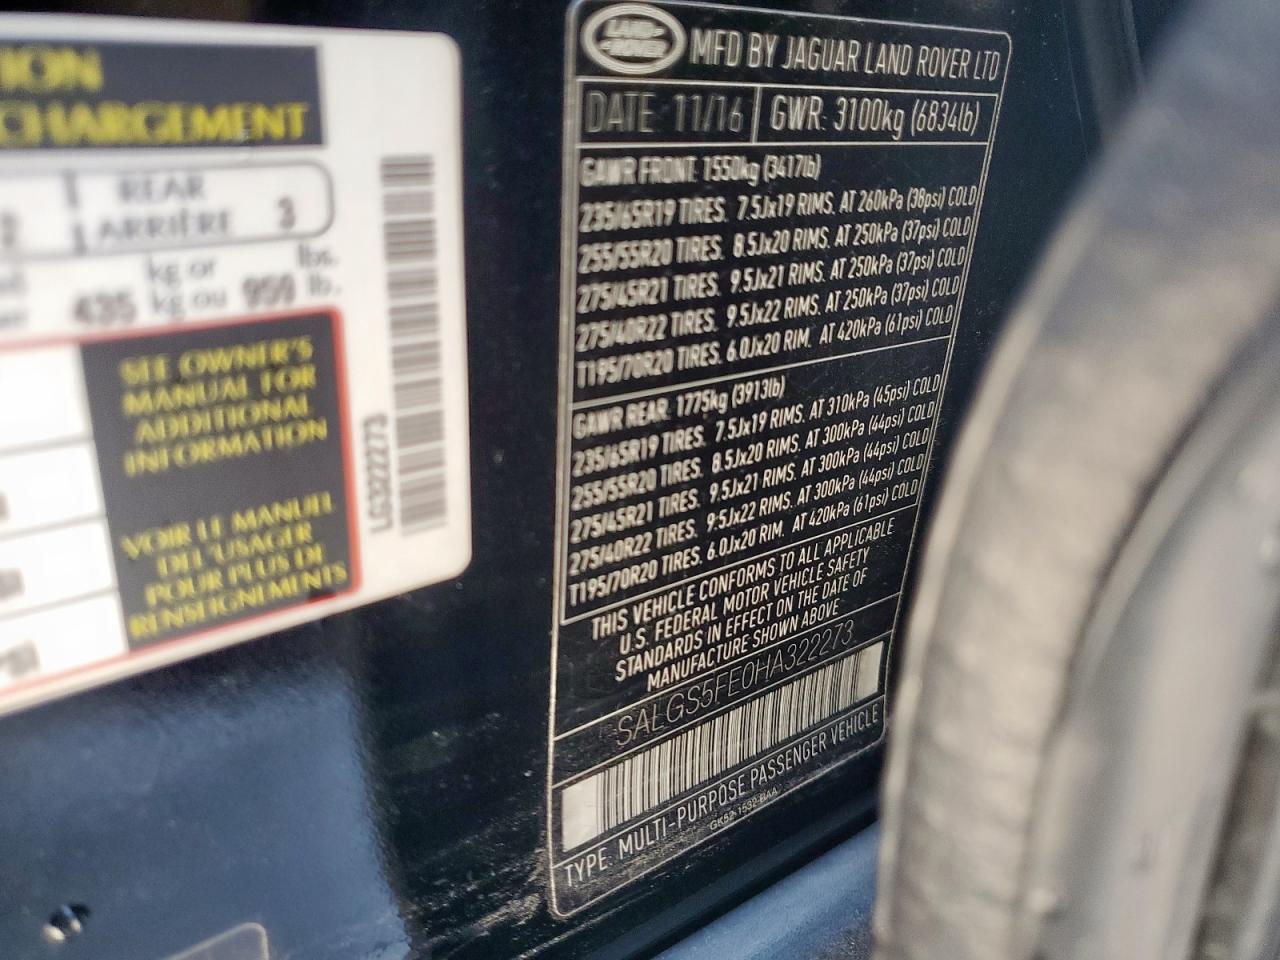 ION
CHARGEMENT
2 REAR
ARRIÈRE 3
435 kg or
kg ou 959 lbs.
lb.
SEE OWNER'S
MANUAL FOR
ADDITIONAL
INFORMATION
VOIR LE MANUEL
DEL'USAGER
POUR PLUS DE
RENSEIGNEMENTS
LAND
ROVER
MFD BY JAGUAR LAND ROVER LTD
DATE: 11/16 GWR: 3100kg (6834lb)
GAWR FRONT: 1550kg (3417lb)
235/65R19 TIRES. 7.5Jx19 RIMS. AT 260kPa (38psi) COLD
255/55R20 TIRES. 8.5Jx20 RIMS. AT 250kPa (37psi) COLD
275/45R21 TIRES. 9.5Jx21 RIMS. AT 250kPa (37psi) COLD
275/40R22 TIRES. 9.5Jx22 RIMS. AT 250kPa (37psi) COLD
T195/70R20 TIRES. 6.0Jx20 RIM. AT 420kPa (61psi) COLD
GAWR REAR: 1775kg (3913lb)
235/65R19 TIRES. 7.5Jx19 RIMS. AT 310kPa (45psi) COLD
255/55R20 TIRES. 8.5Jx20 RIMS. AT 300kPa (44psi) COLD
275/45R21 TIRES. 9.5Jx21 RIMS. AT 300kPa (44psi) COLD
275/40R22 TIRES. 9.5Jx22 RIMS. AT 300kPa (44psi) COLD
T195/70R20 TIRES. 6.0Jx20 RIM. AT 420kPa (61psi) COLD
THIS VEHICLE CONFORMS TO ALL APPLICABLE
U.S. FEDERAL MOTOR VEHICLE SAFETY
STANDARDS IN EFFECT ON THE DATE OF
MANUFACTURE SHOWN ABOVE
SALGS5FE0HA322273
TYPE: MULTI-PURPOSE PASSENGER VEHICLE
GK52-1532-BAA